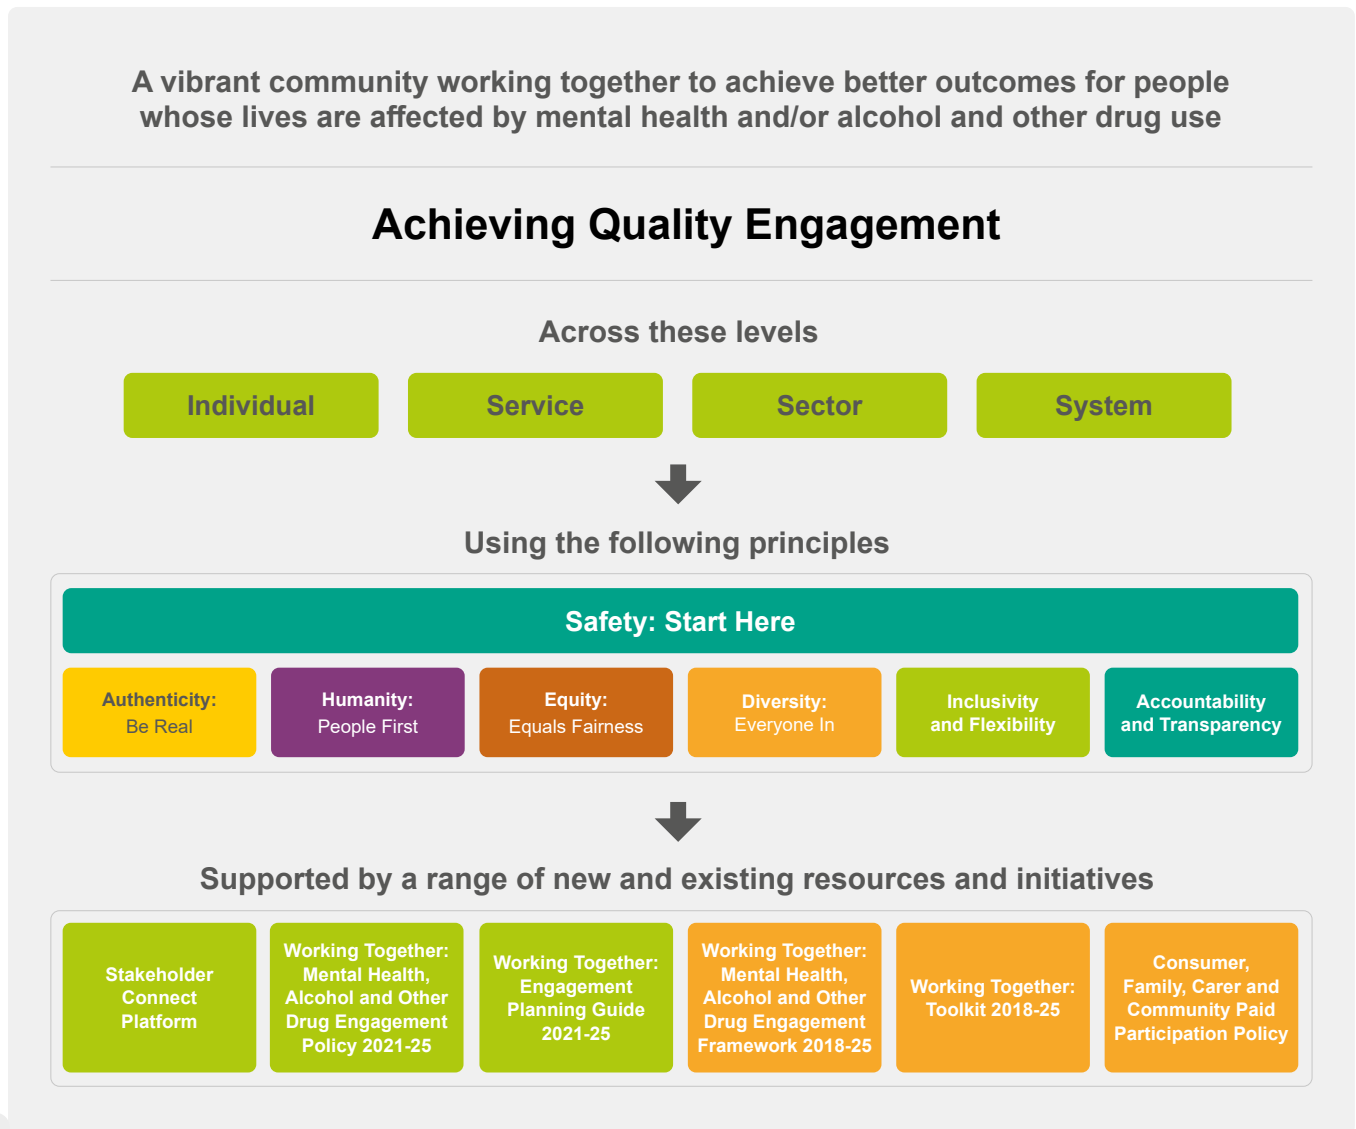 A vibrant community working together to achieve better outcomes for people
whose lives are affected by mental health and/or alcohol and other drug use
Achieving Quality Engagement
Across these levels
Individual
Service
Sector
System
Using the following principles
Safety: Start Here
Authenticity:
Be Real
Humanity:
People First
Equity:
Equals Fairness
Diversity:
Everyone In
Inclusivity
and Flexibility
Accountability
and Transparency
Supported by a range of new and existing resources and initiatives
Stakeholder
Connect
Platform
Working Together:
Mental Health,
Alcohol and Other
Drug Engagement
Policy 2021-25
Working Together:
Engagement
Planning Guide
2021-25
Working Together:
Mental Health,
Alcohol and Other
Drug Engagement
Framework 2018-25
Working Together:
Toolkit 2018-25
Consumer,
Family, Carer and
Community Paid
Participation Policy